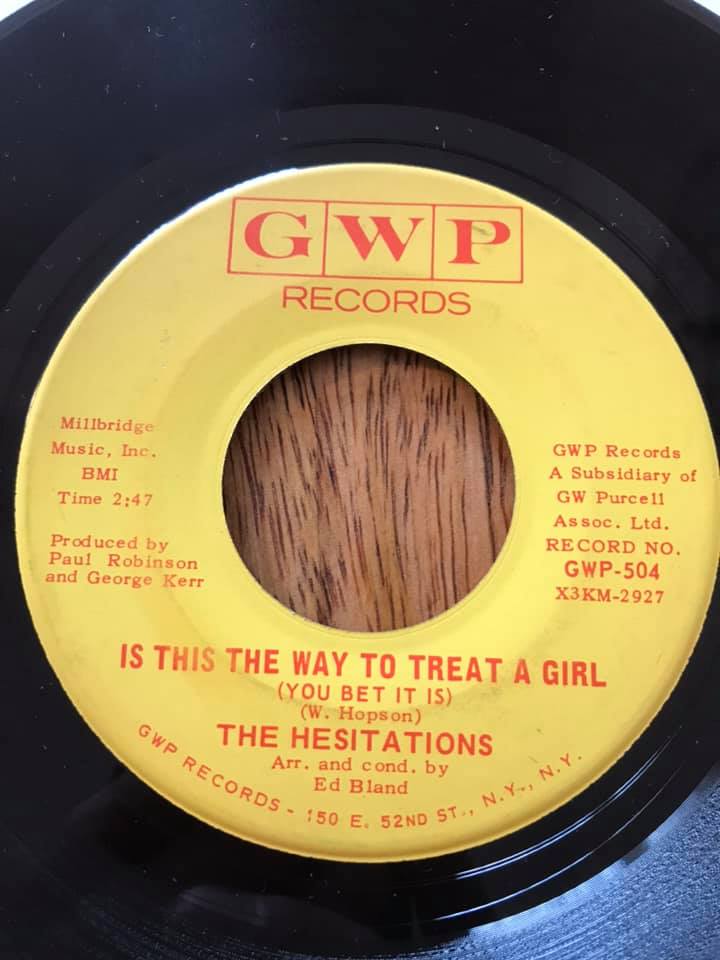 GWP
RECORDS
Millbridge
Music, Inc.
BMI
Time 2:47
Produced by
Paul Robinson
and George Kerr
GWP Records
A Subsidiary of
GW Purcell
Assoc. Ltd.
RECORD NO.
GWP-504
X3KM-2927
IS THIS THE WAY TO TREAT A GIRL
(YOU BET IT IS)
(W. Hopson)
THE HESITATIONS
Arr. and cond. by
Ed Bland
GWP RECORDS - 150 E. 52ND ST., N.Y., N.Y.